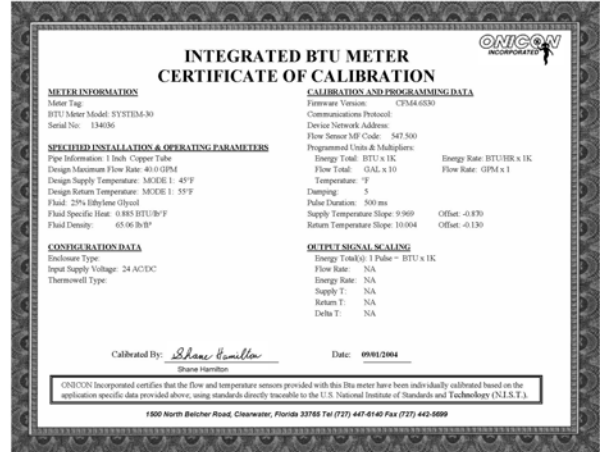 ONICON
INCORPORATED
INTEGRATED BTU METER
CERTIFICATE OF CALIBRATION
METER INFORMATION
Meter Tag:
BTU Meter Model: SYSTEM-30
Serial No: 134036
SPECIFIED INSTALLATION & OPERATING PARAMETERS
Pipe Information: 1 Inch Copper Tube
Design Maximum Flow Rate: 40.0 GPM
Design Supply Temperature: MODE 1: 45°F
Design Return Temperature: MODE 1: 55°F
Fluid: 25% Ethylene Glycol
Fluid Specific Heat: 0.885 BTU/lb°F
Fluid Density: 65.06 lb/ft³
CONFIGURATION DATA
Enclosure Type:
Input Supply Voltage: 24 AC/DC
Thermowell Type:
CALIBRATION AND PROGRAMMING DATA
Firmware Version: CFM4.6S30
Communications Protocol:
Device Network Address:
Flow Sensor MF Code: 547.500
Programmed Units & Multipliers:
Energy Total: BTU x 1K Energy Rate: BTU/HR x 1K
Flow Total: GAL x 10 Flow Rate: GPM x 1
Temperature: °F
Damping: 5
Pulse Duration: 500 ms
Supply Temperature Slope: 9.969 Offset: -0.870
Return Temperature Slope: 10.004 Offset: -0.130
OUTPUT SIGNAL SCALING
Energy Total(s): 1 Pulse = BTU x 1K
Flow Rate: NA
Energy Rate: NA
Supply T: NA
Return T: NA
Delta T: NA
Calibrated By: Shane Hamilton Date: 09/01/2004
Shane Hamilton
ONICON Incorporated certifies that the flow and temperature sensors provided with this Btu meter have been individually calibrated based on the
application specific data provided above; using standards directly traceable to the U.S. National Institute of Standards and Technology (N.I.S.T.).
1500 North Belcher Road, Clearwater, Florida 33765 Tel (727) 447-6140 Fax (727) 442-5699